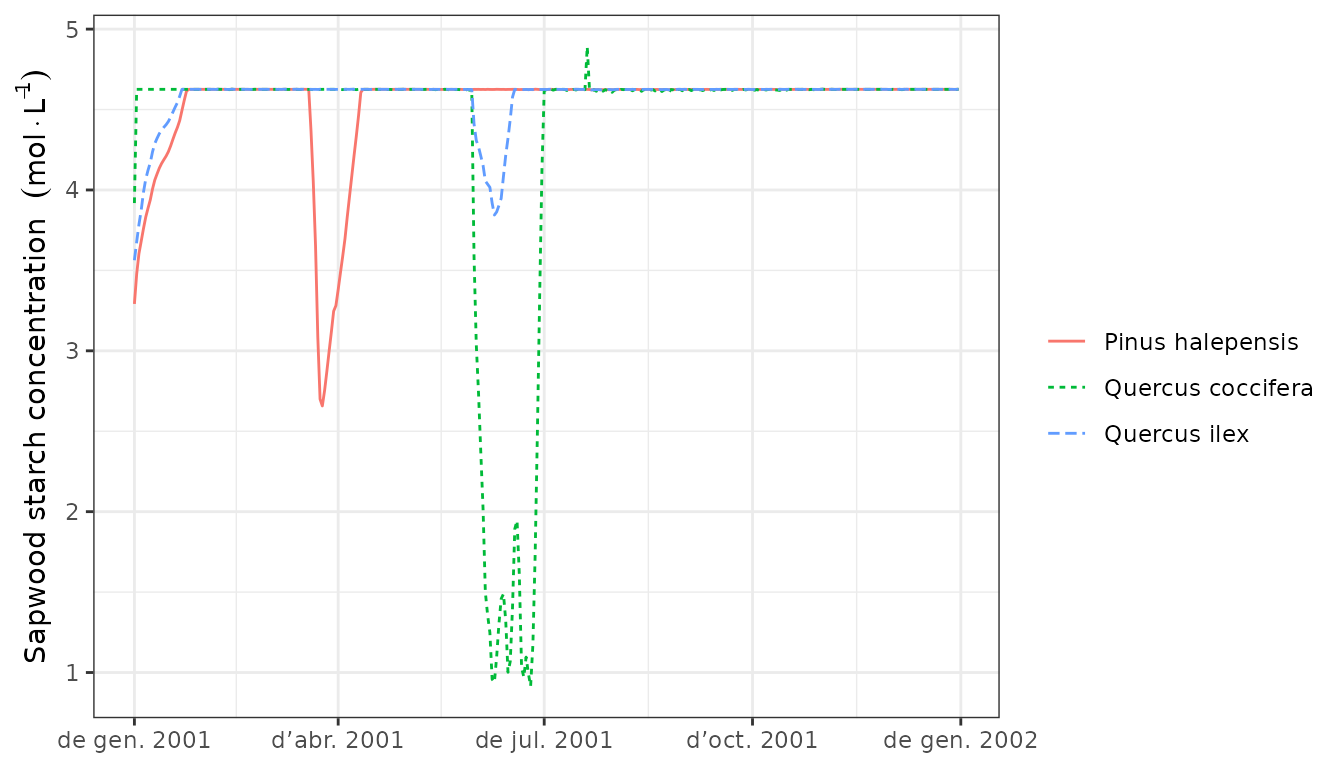 Sapwood starch concentration (mol·L⁻¹)
5
4
3
2
1
de gen. 2001
d’abr. 2001
de jul. 2001
d’oct. 2001
de gen. 2002
Pinus halepensis
Quercus coccifera
Quercus ilex